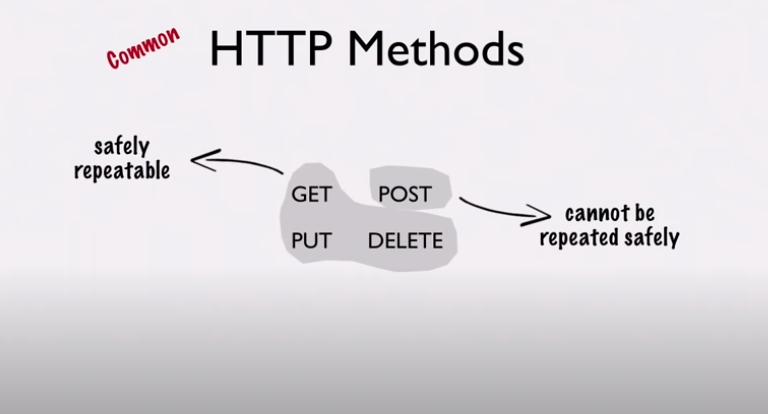 Common
HTTP Methods
safely
repeatable
GET POST
PUT DELETE
cannot be
repeated safely